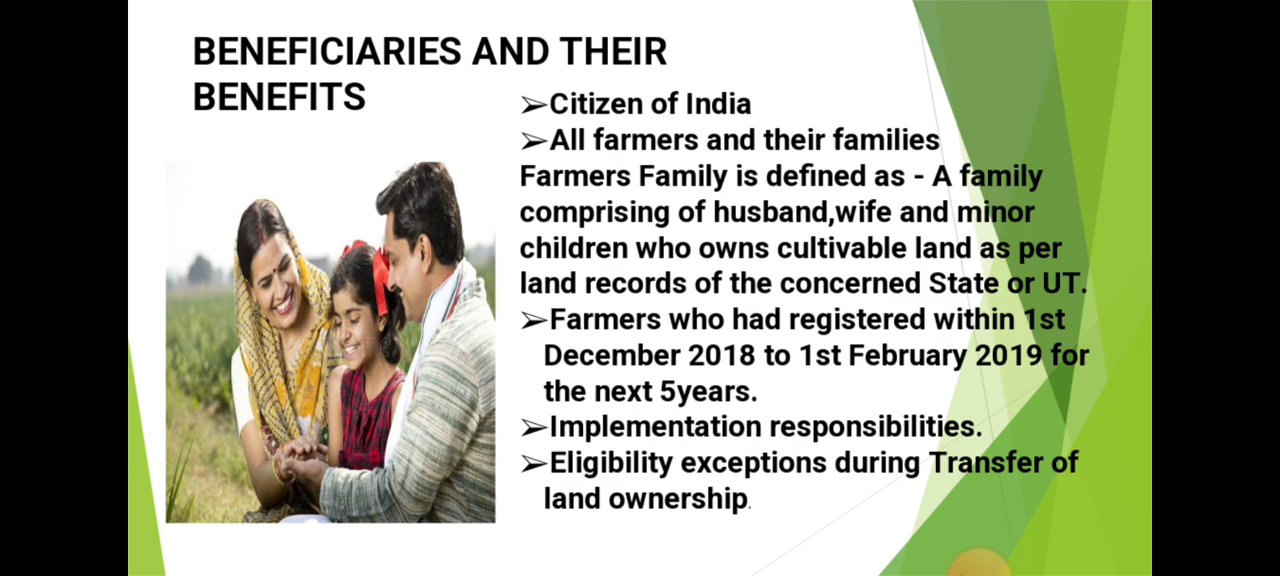 BENEFICIARIES AND THEIR
BENEFITS
➢Citizen of India
➢All farmers and their families
Farmers Family is defined as - A family
comprising of husband,wife and minor
children who owns cultivable land as per
land records of the concerned State or UT.
➢Farmers who had registered within 1st
December 2018 to 1st February 2019 for
the next 5years.
➢Implementation responsibilities.
➢Eligibility exceptions during Transfer of
land ownership.